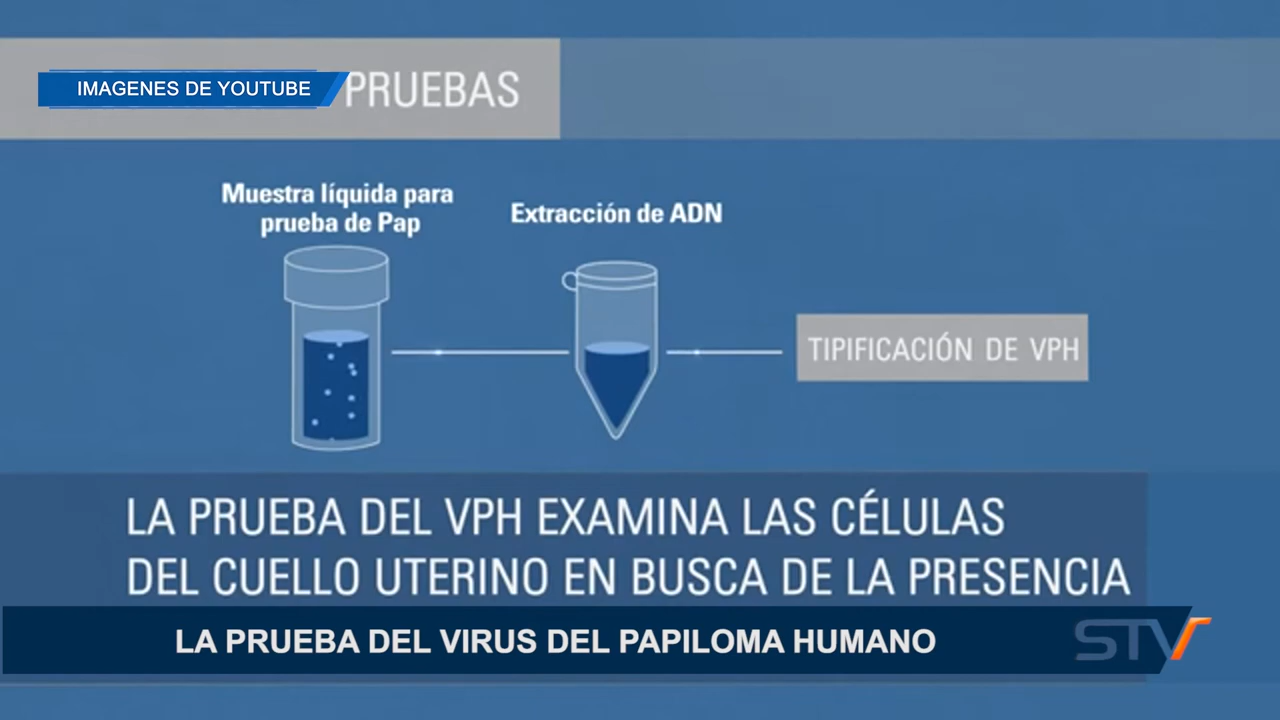 IMAGENES DE YOUTUBE
PRUEBAS
Muestra líquida para
prueba de Pap
Extracción de ADN
TIPIFICACIÓN DE VPH
LA PRUEBA DEL VPH EXAMINA LAS CÉLULAS
DEL CUELLO UTERINO EN BUSCA DE LA PRESENCIA
LA PRUEBA DEL VIRUS DEL PAPILOMA HUMANO
STV